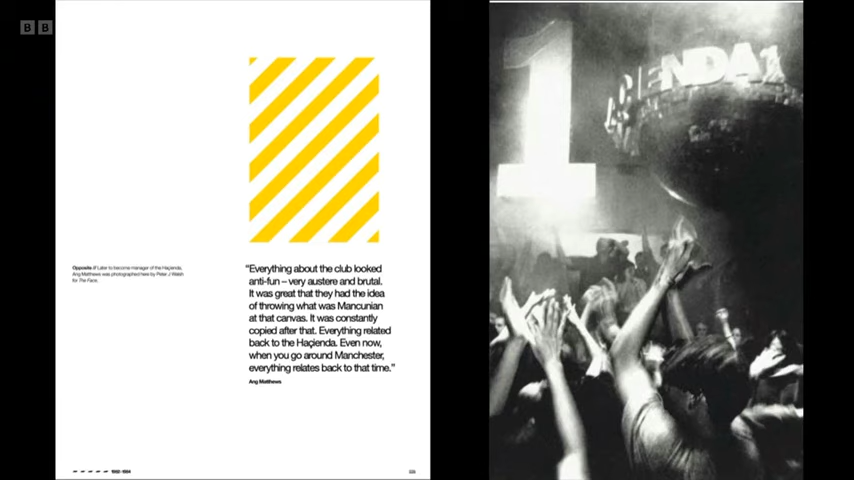 BBC
Opposite // Later to become manager of the Haçienda,
Ang Matthews was photographed here by Peter J Walsh
for The Face.
“Everything about the club looked
anti-fun – very austere and brutal.
It was great that they had the idea
of throwing what was Mancunian
at that canvas. It was constantly
copied after that. Everything related
back to the Haçienda. Even now,
when you go around Manchester,
everything relates back to that time.”
Ang Matthews
1
ACIENDA1